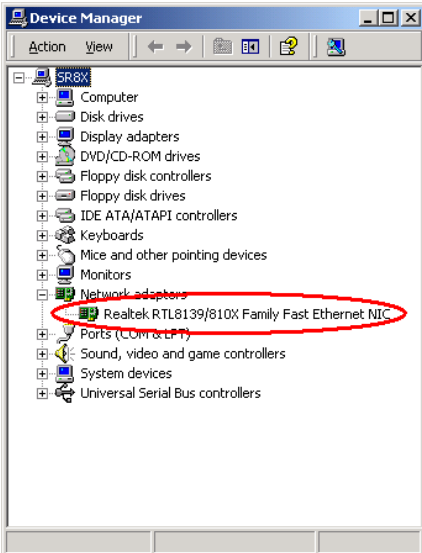 Device Manager
Action View
SR8X
Computer
Disk drives
Display adapters
DVD/CD-ROM drives
Floppy disk controllers
Floppy disk drives
IDE ATA/ATAPI controllers
Keyboards
Mice and other pointing devices
Monitors
Network adapters
Realtek RTL8139/810X Family Fast Ethernet NIC
Ports (COM & LPT)
Sound, video and game controllers
System devices
Universal Serial Bus controllers